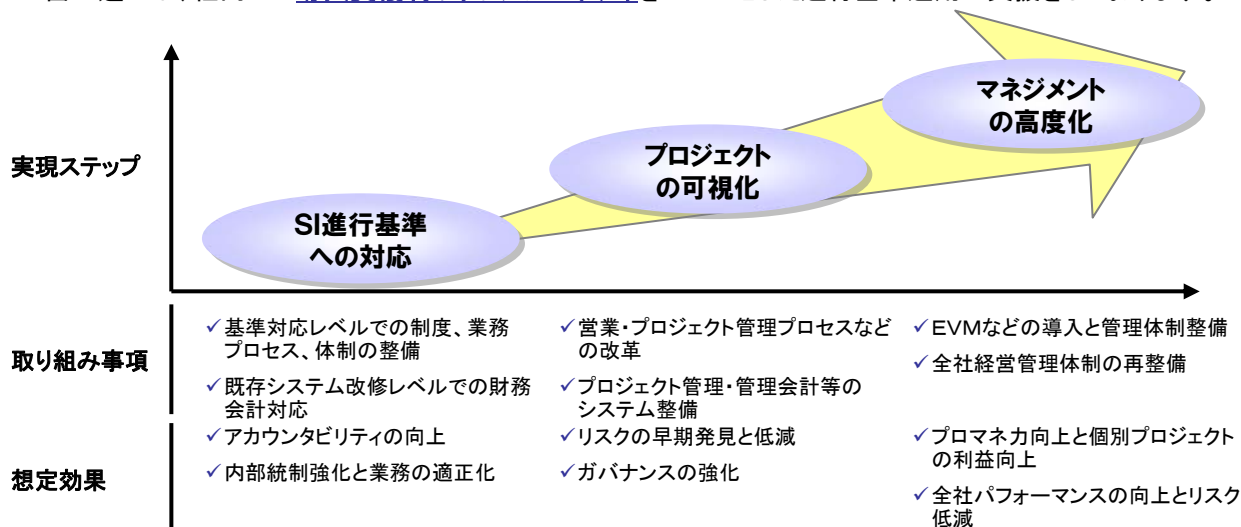 マネジメント
の高度化
プロジェクト
の可視化
実現ステップ
SI進行基準
への対応
取り組み事項
✓基準対応レベルでの制度、業務
プロセス、体制の整備
✓既存システム改修レベルでの財務
会計対応
✓営業・プロジェクト管理プロセスなど
の改革
✓プロジェクト管理・管理会計等の
システム整備
✓EVMなどの導入と管理体制整備
✓全社経営管理体制の再整備
想定効果
✓アカウンタビリティの向上
✓内部統制強化と業務の適正化
✓リスクの早期発見と低減
✓ガバナンスの強化
✓プロマネ力向上と個別プロジェクト
の利益向上
✓全社パフォーマンスの向上とリスク
低減